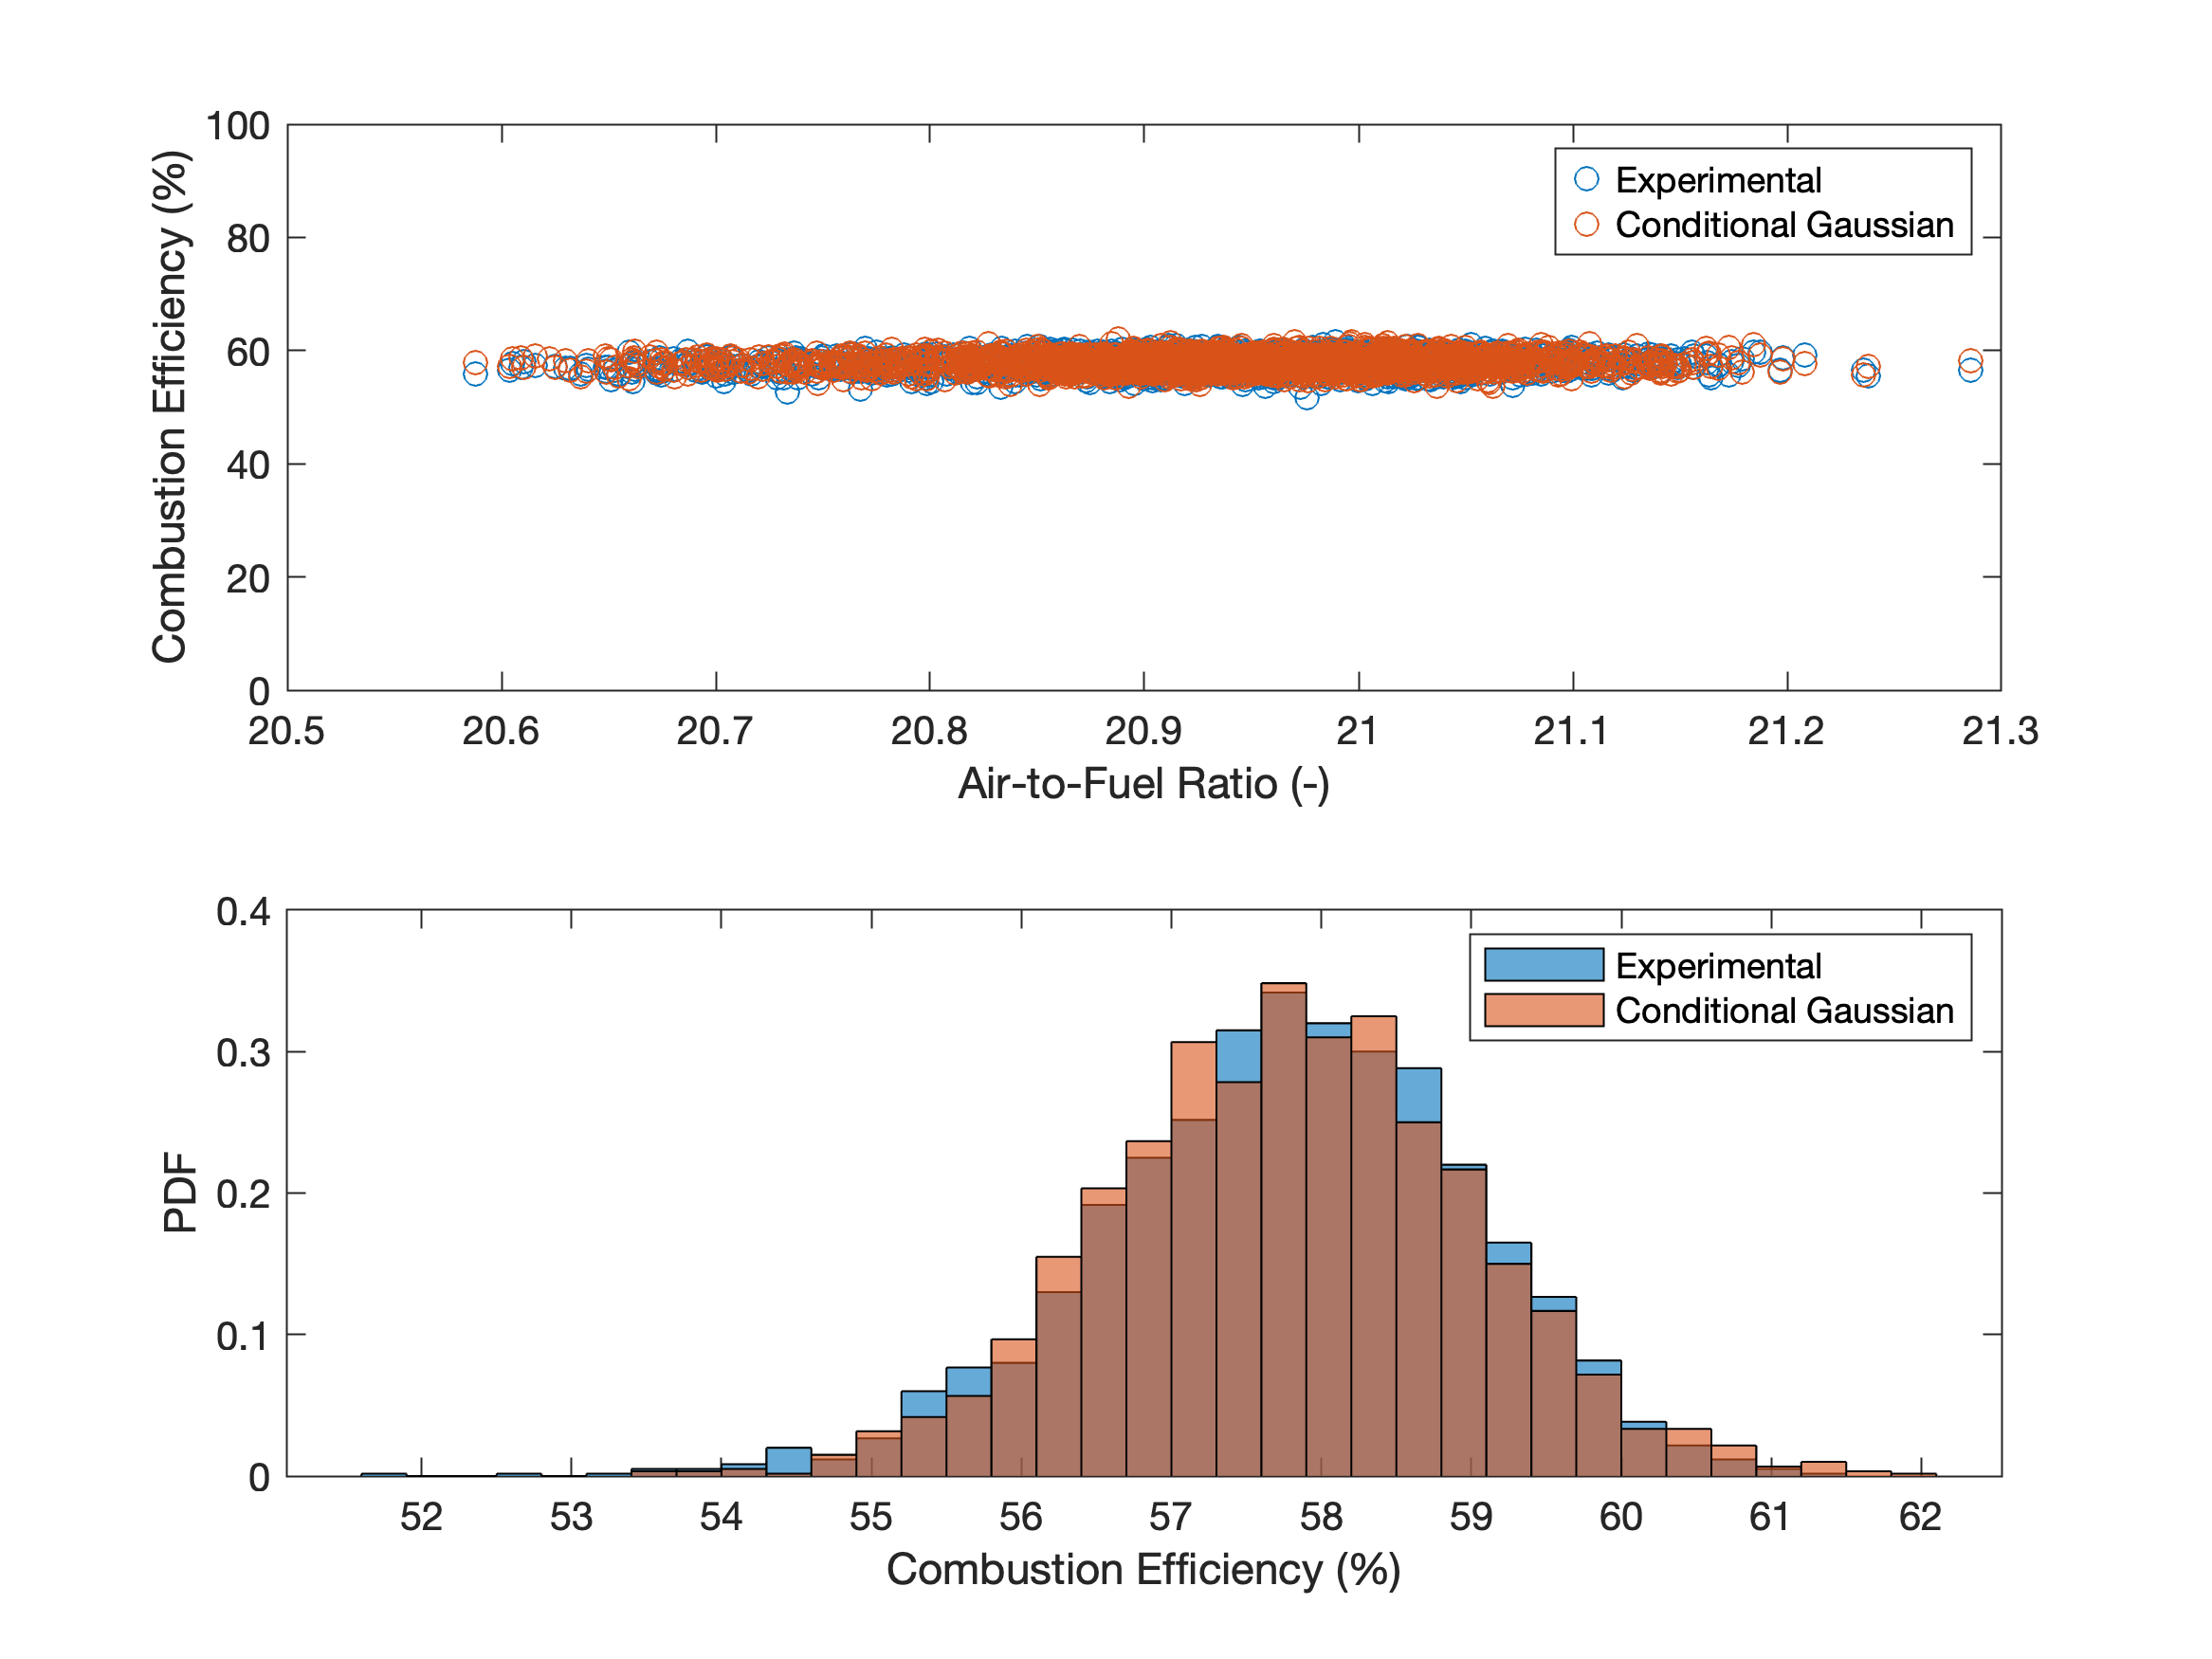 100
80
60
40
20
0
Combustion Efficiency (%)
20.5 20.6 20.7 20.8 20.9 21 21.1 21.2 21.3
Air-to-Fuel Ratio (-)
Experimental
Conditional Gaussian
0.4
0.3
0.2
0.1
0
PDF
52 53 54 55 56 57 58 59 60 61 62
Combustion Efficiency (%)
Experimental
Conditional Gaussian